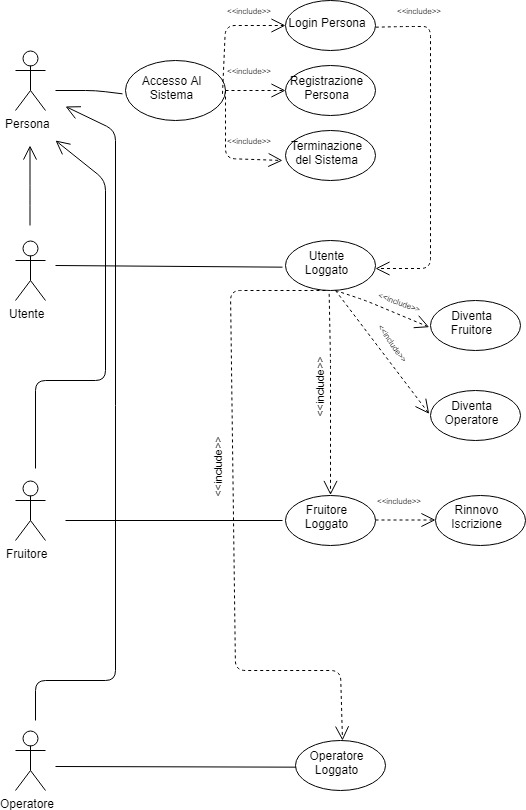 <<include>>
<<include>>
Login Persona
Persona
Accesso Al
Sistema
<<include>>
Registrazione
Persona
<<include>>
Terminazione
del Sistema
Utente
Utente
Loggato
<<include>>
Diventa
Fruitore
<<include>>
Diventa
Operatore
<<include>>
<<include>>
Fruitore
Fruitore
Loggato
<<include>>
Rinnovo
Iscrizione
Operatore
Operatore
Loggato